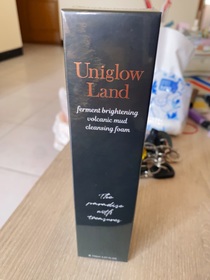 Uniglow
Land
ferment brightening
volcanic mud
cleansing foam
The
paradise
with
treasures